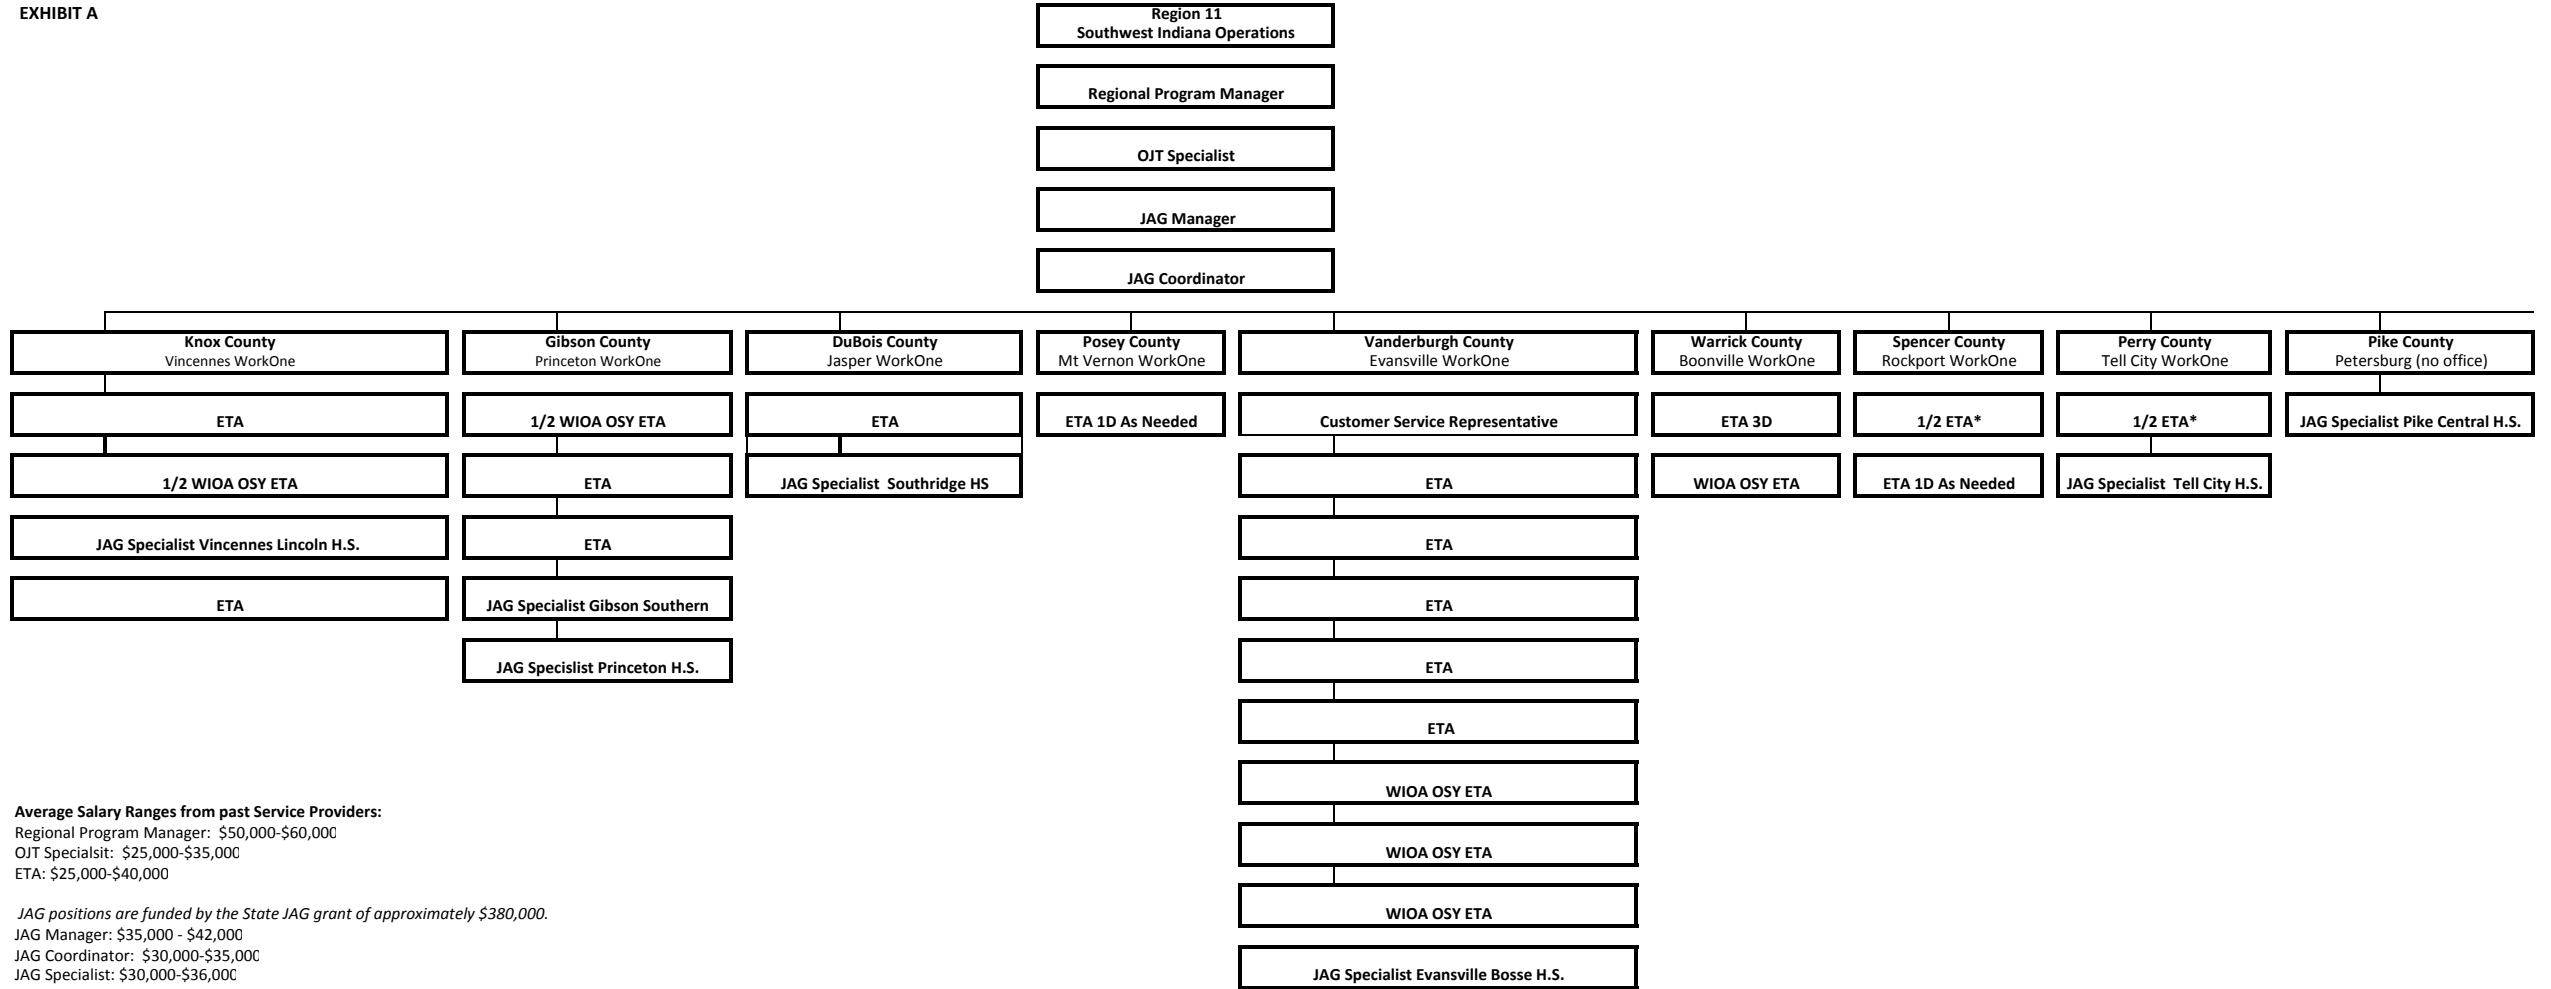 EXHIBIT A
Region 11
Southwest Indiana Operations
Regional Program Manager
OJT Specialist
JAG Manager
JAG Coordinator
Knox County
Vincennes WorkOne
ETA
1/2 WIOA OSY ETA
JAG Specialist Vincennes Lincoln H.S.
ETA
Gibson County
Princeton WorkOne
1/2 WIOA OSY ETA
ETA
ETA
JAG Specialist Gibson Southern
JAG Specislist Princeton H.S.
DuBois County
Jasper WorkOne
ETA
JAG Specialist  Southridge HS
Posey County
Mt Vernon WorkOne
ETA 1D As Needed
Vanderburgh County
Evansville WorkOne
Customer Service Representative
ETA
ETA
ETA
ETA
ETA
WIOA OSY ETA
WIOA OSY ETA
WIOA OSY ETA
JAG Specialist Evansville Bosse H.S.
Warrick County
Boonville WorkOne
ETA 3D
WIOA OSY ETA
Spencer County
Rockport WorkOne
1/2 ETA*
ETA 1D As Needed
Perry County
Tell City WorkOne
1/2 ETA*
JAG Specialist  Tell City H.S.
Pike County
Petersburg (no office)
JAG Specialist Pike Central H.S.
Average Salary Ranges from past Service Providers:
Regional Program Manager:  $50,000-$60,000
OJT Specialsit:  $25,000-$35,000
ETA: $25,000-$40,000
JAG positions are funded by the State JAG grant of approximately $380,000.
JAG Manager: $35,000 - $42,000
JAG Coordinator:  $30,000-$35,000
JAG Specialist: $30,000-$36,000